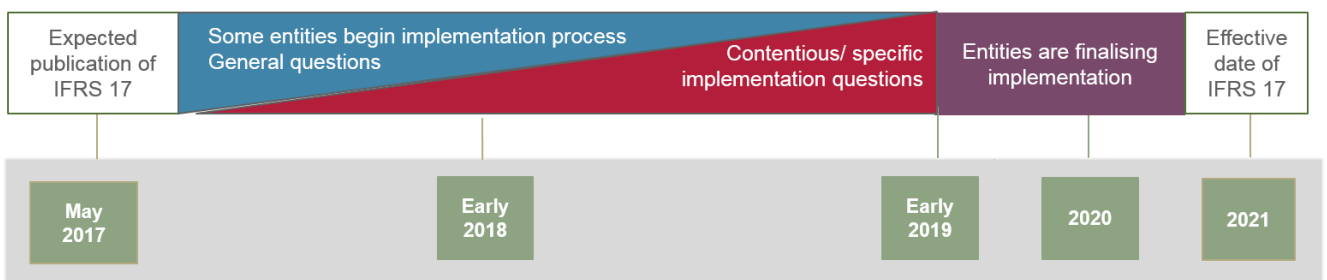 Expected
publication of
IFRS 17
Some entities begin implementation process
General questions
Contentious/ specific
implementation questions
Entities are finalising
implementation
Effective
date of
IFRS 17
May
2017
Early
2018
Early
2019
2020
2021